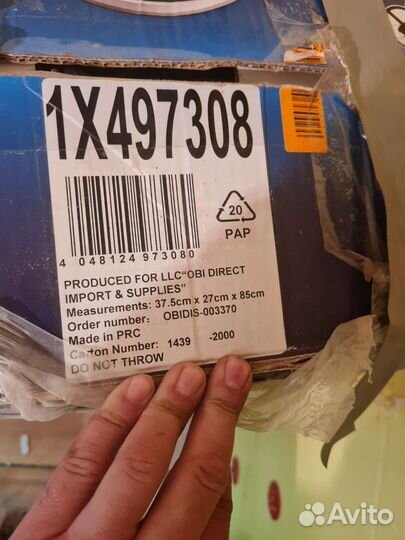 1X497308
4 048124 973080
20
PAP
PRODUCED FOR LLC"OBI DIRECT
IMPORT & SUPPLIES"
Measurements: 37.5cm x 27cm x 85cm
Order number: OBIDIS-003370
Made in PRC
Carton Number: 1439 -2000
DO NOT THROW
Avito